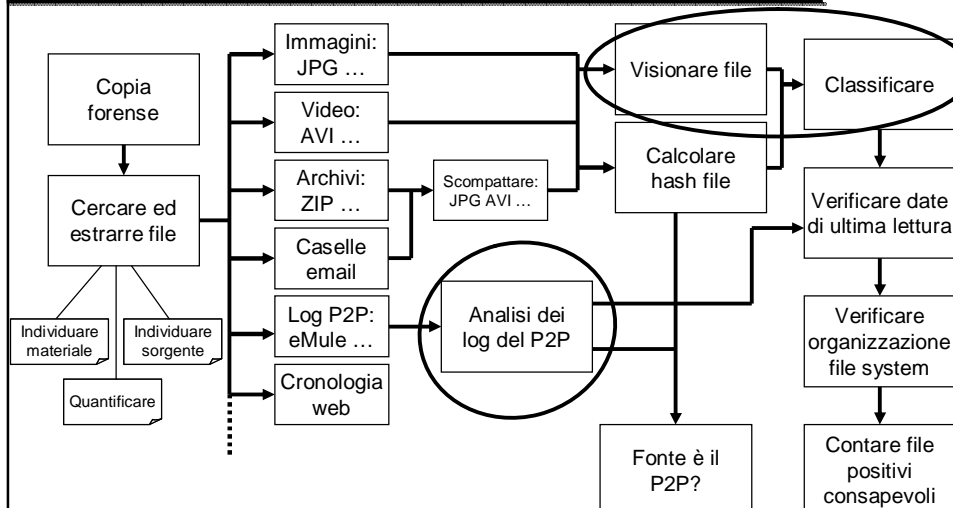 Copia
forense
Cercare ed
estrarre file
Individuare
materiale
Individuare
sorgente
Quantificare
Immagini:
JPG …
Video:
AVI …
Archivi:
ZIP …
Caselle
email
Log P2P:
eMule …
Cronologia
web
Scompattare:
JPG AVI …
Analisi dei
log del P2P
Visionare file
Calcolare
hash file
Fonte è il
P2P?
Classificare
Verificare date
di ultima lettura
Verificare
organizzazione
file system
Contare file
positivi
consapevoli